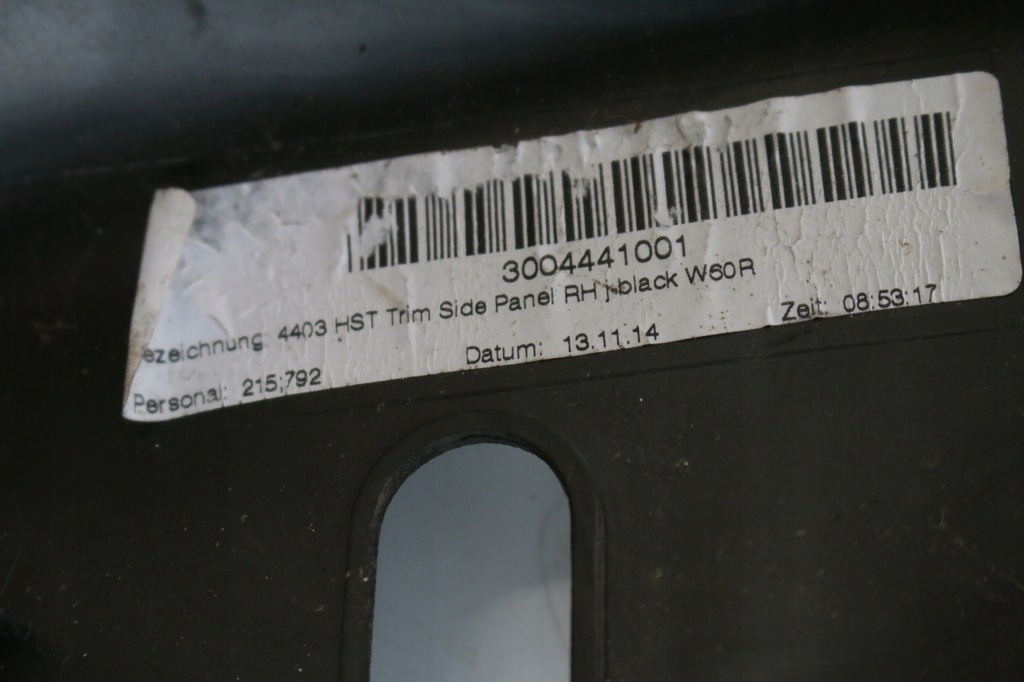 3004441001
ezeichnung: 4403 HST Trim Side Panel RH j-black W60R
Personal: 215;792 Datum: 13.11.14 Zeit: 08:53:17